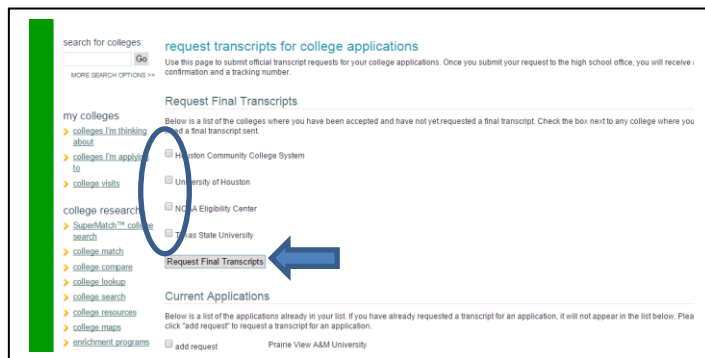 search for colleges:
Go
MORE SEARCH OPTIONS >>
my colleges
colleges I'm thinking
about
colleges I'm applying
to
college visits
college research
SuperMatch™ college
search
college match
college compare
college lookup
college search
college resources
college maps
enrichment programs
request transcripts for college applications
Use this page to submit official transcript requests for your college applications. Once you submit your request to the high school office, you will receive
confirmation and a tracking number.
Request Final Transcripts
Below is a list of the colleges where you have been accepted and have not yet requested a final transcript. Check the box next to any college where you
need a final transcript sent.
Houston Community College System
University of Houston
NCAA Eligibility Center
Texas State University
Request Final Transcripts
Current Applications
Below is a list of the applications already in your list. If you have already requested a transcript for an application, it will not appear in the list below.
click "add request" to request a transcript for an application.
add request Prairie View A&M University